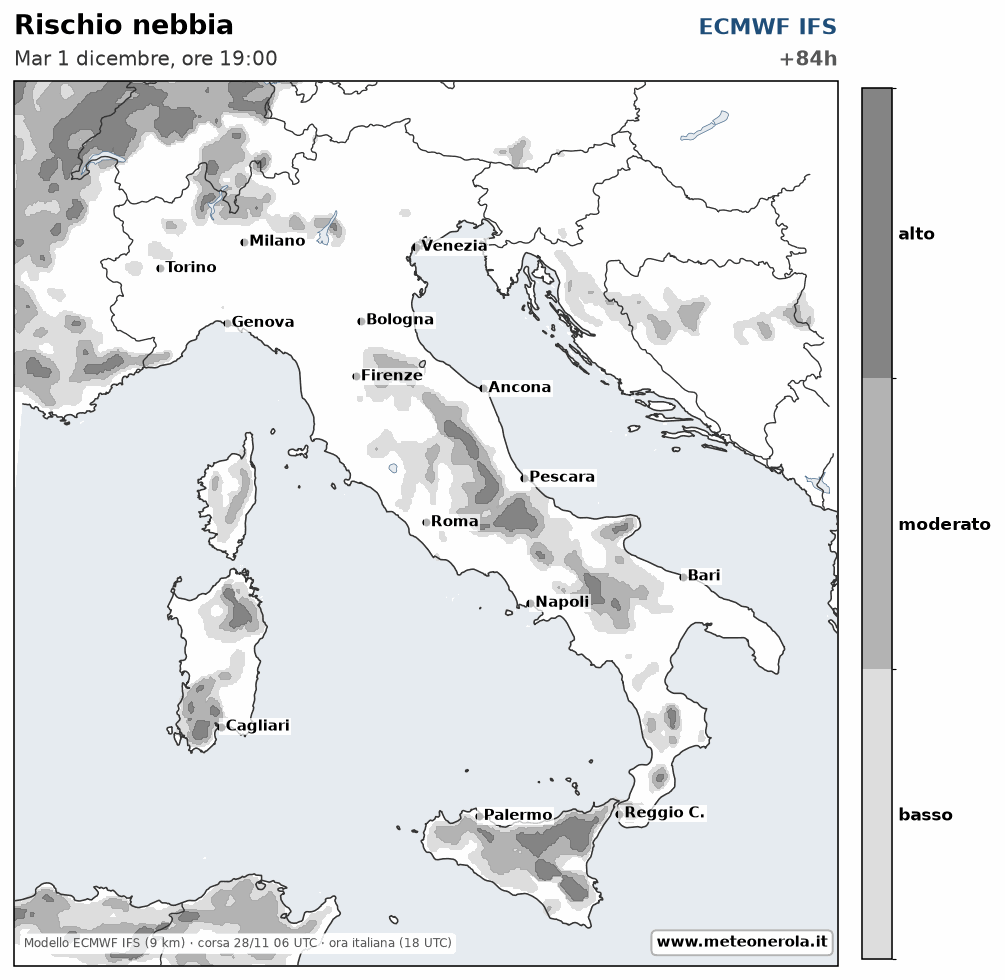 Rischio nebbia
ECMWF IFS
Mar 1 dicembre, ore 19:00
+84h
alto
Milano
Venezia
Torino
Genova
Bologna
Firenze
Ancona
Pescara
Roma
moderato
Bari
Napoli
Cagliari
Palermo
Reggio C.
basso
Modello ECMWF IFS (9 km) · corsa 28/11 06 UTC · ora italiana (18 UTC)
www.meteonerola.it